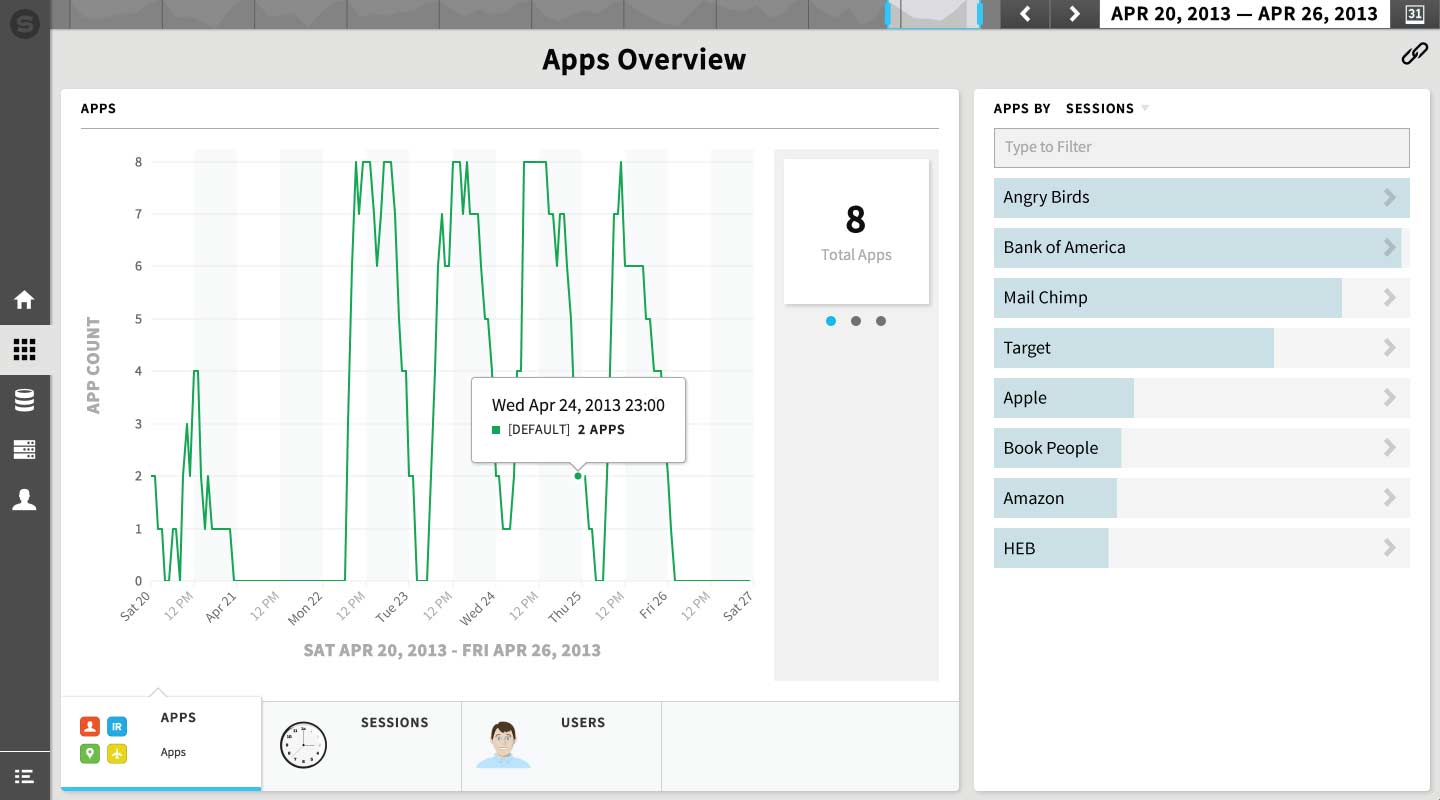 S
APR 20, 2013 — APR 26, 2013
31
Apps Overview
APPS
8
7
6
5
4
3
2
1
0
APP COUNT
Wed Apr 24, 2013 23:00
[DEFAULT] 2 APPS
Sat 20
12 PM
Apr 21
12 PM
Mon 22
12 PM
Tue 23
12 PM
Wed 24
12 PM
Thu 25
12 PM
Fri 26
12 PM
Sat 27
SAT APR 20, 2013 - FRI APR 26, 2013
8
Total Apps
APPS BY SESSIONS
Type to Filter
Angry Birds
Bank of America
Mail Chimp
Target
Apple
Book People
Amazon
HEB
IR
APPS
Apps
SESSIONS
USERS